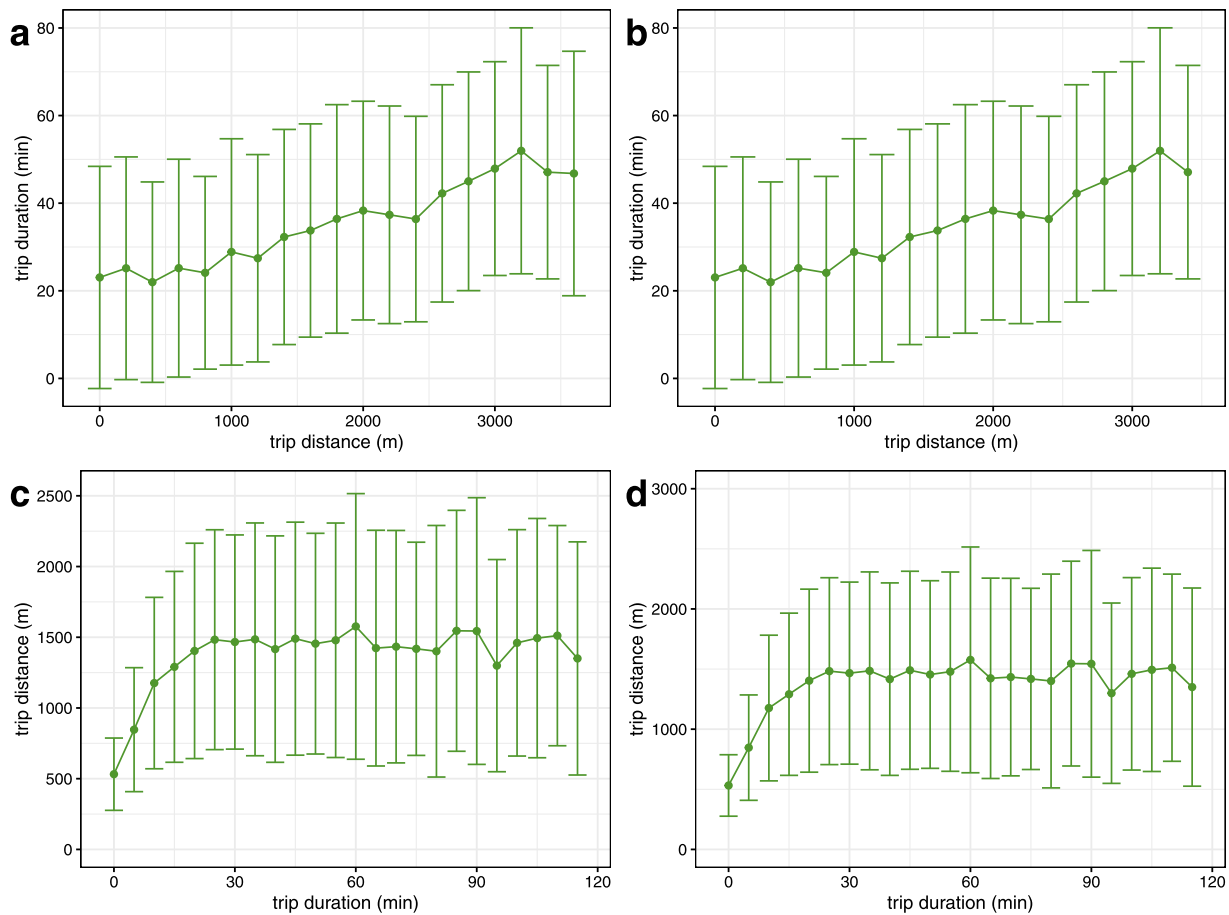 a
80
60
40
20
0
trip duration (min)
0 1000 2000 3000
trip distance (m)
b
80
60
40
20
0
trip duration (min)
0 1000 2000 3000
trip distance (m)
c
2500
2000
1500
1000
500
0
trip distance (m)
0 30 60 90 120
trip duration (min)
d
3000
2000
1000
0
trip distance (m)
0 30 60 90 120
trip duration (min)